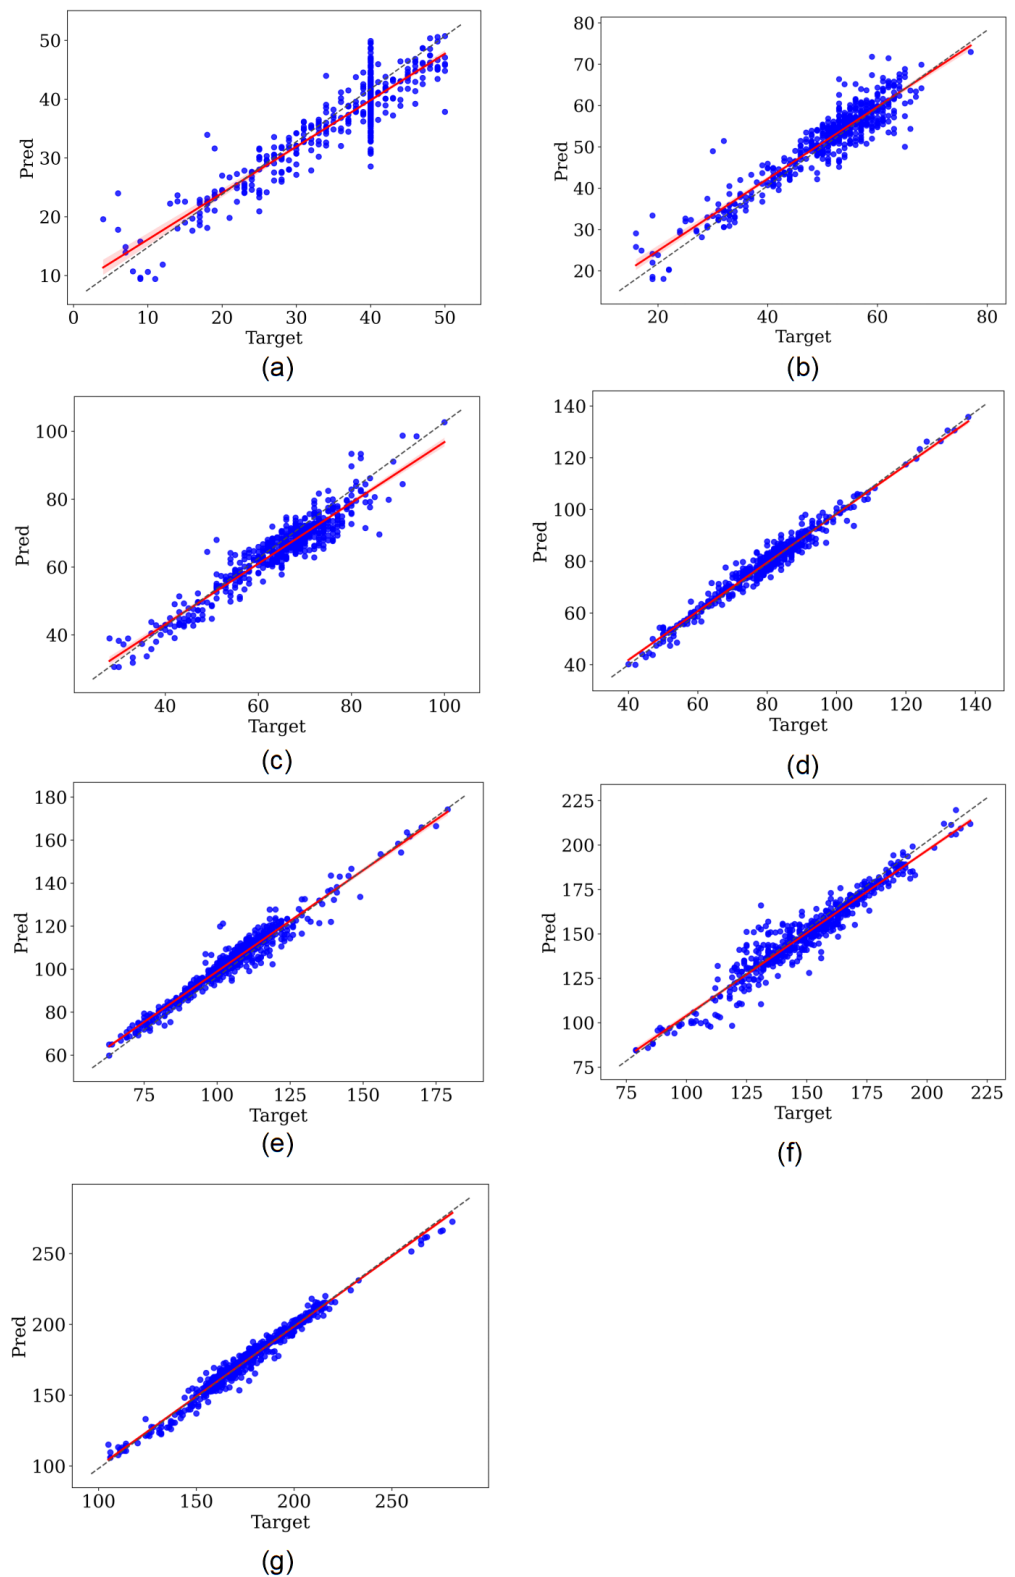 50
40
30
20
10
Pred
0 10 20 30 40 50
Target
(a)
80
70
60
50
40
30
20
Pred
20 40 60 80
Target
(b)
100
80
60
40
Pred
40 60 80 100
Target
(c)
140
120
100
80
60
40
Pred
40 60 80 100 120 140
Target
(d)
180
160
140
120
100
80
60
Pred
75 100 125 150 175
Target
(e)
225
200
175
150
125
100
75
Pred
75 100 125 150 175 200 225
Target
(f)
250
200
150
100
Pred
100 150 200 250
Target
(g)